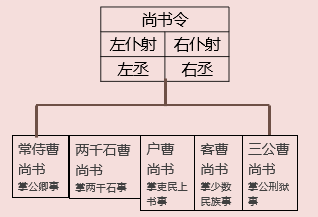 尚书令
左仆射 右仆射
左丞 右丞
常侍曹
尚书
掌公卿事
两千石曹
尚书
掌两千石事
户曹
尚书
掌吏民上
书事
客曹
尚书
掌少数
民族事
三公曹
尚书
掌公刑狱
事